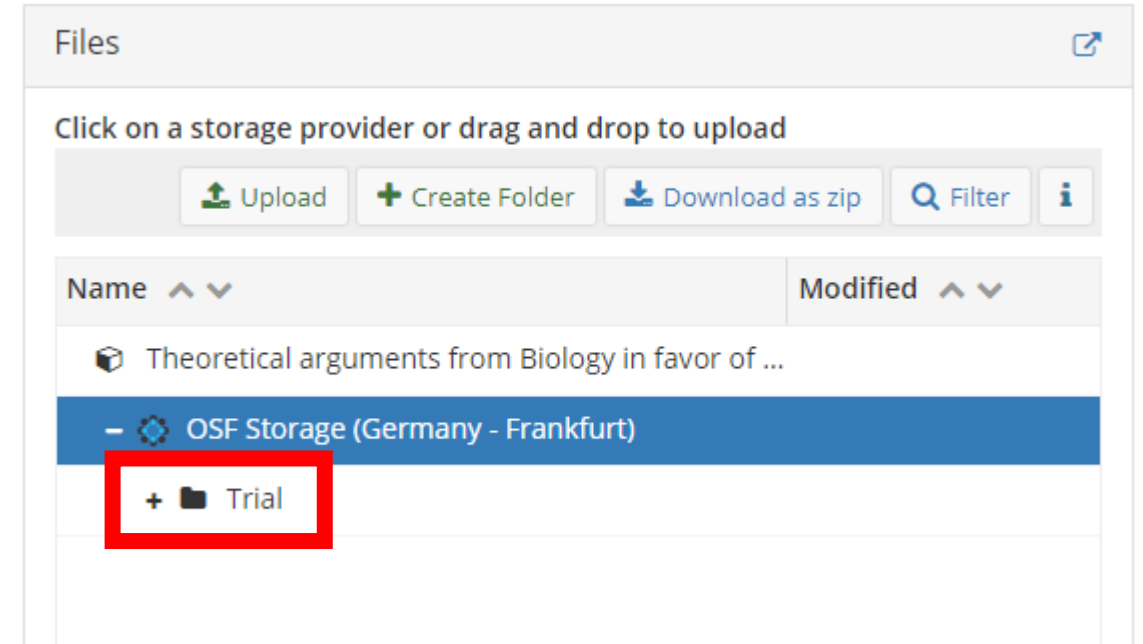 Files
Click on a storage provider or drag and drop to upload
Upload Create Folder Download as zip Filter i
Name Modified
Theoretical arguments from Biology in favor of ...
OSF Storage (Germany - Frankfurt)
Trial